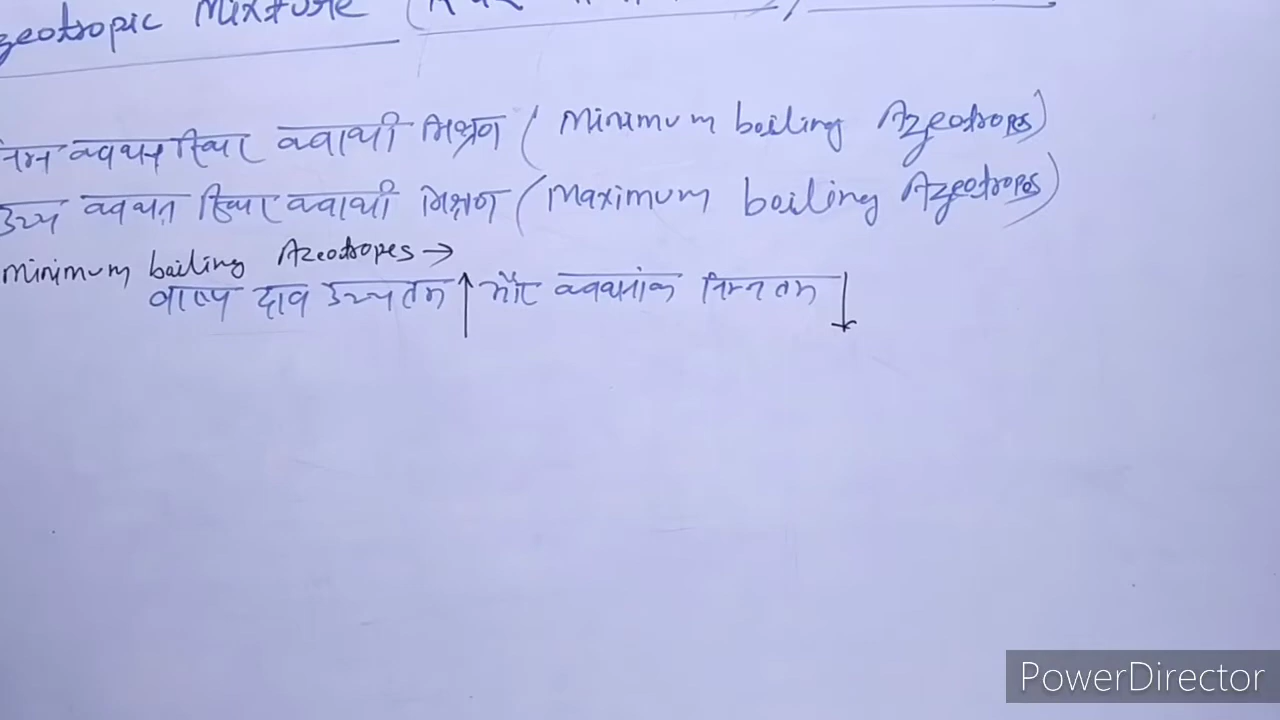 zeotropic Mixture (
निम्न क्वथन स्थिर क्वाथी मिश्रण (Minimum boiling Azeotropes)
उच्च क्वथन स्थिर क्वाथी मिश्रण (Maximum boiling Azeotropes)
Minimum boiling Azeotropes →
वाष्प दाब उच्चतम ↑ और क्वथनांक निम्नतम ↓
PowerDirector